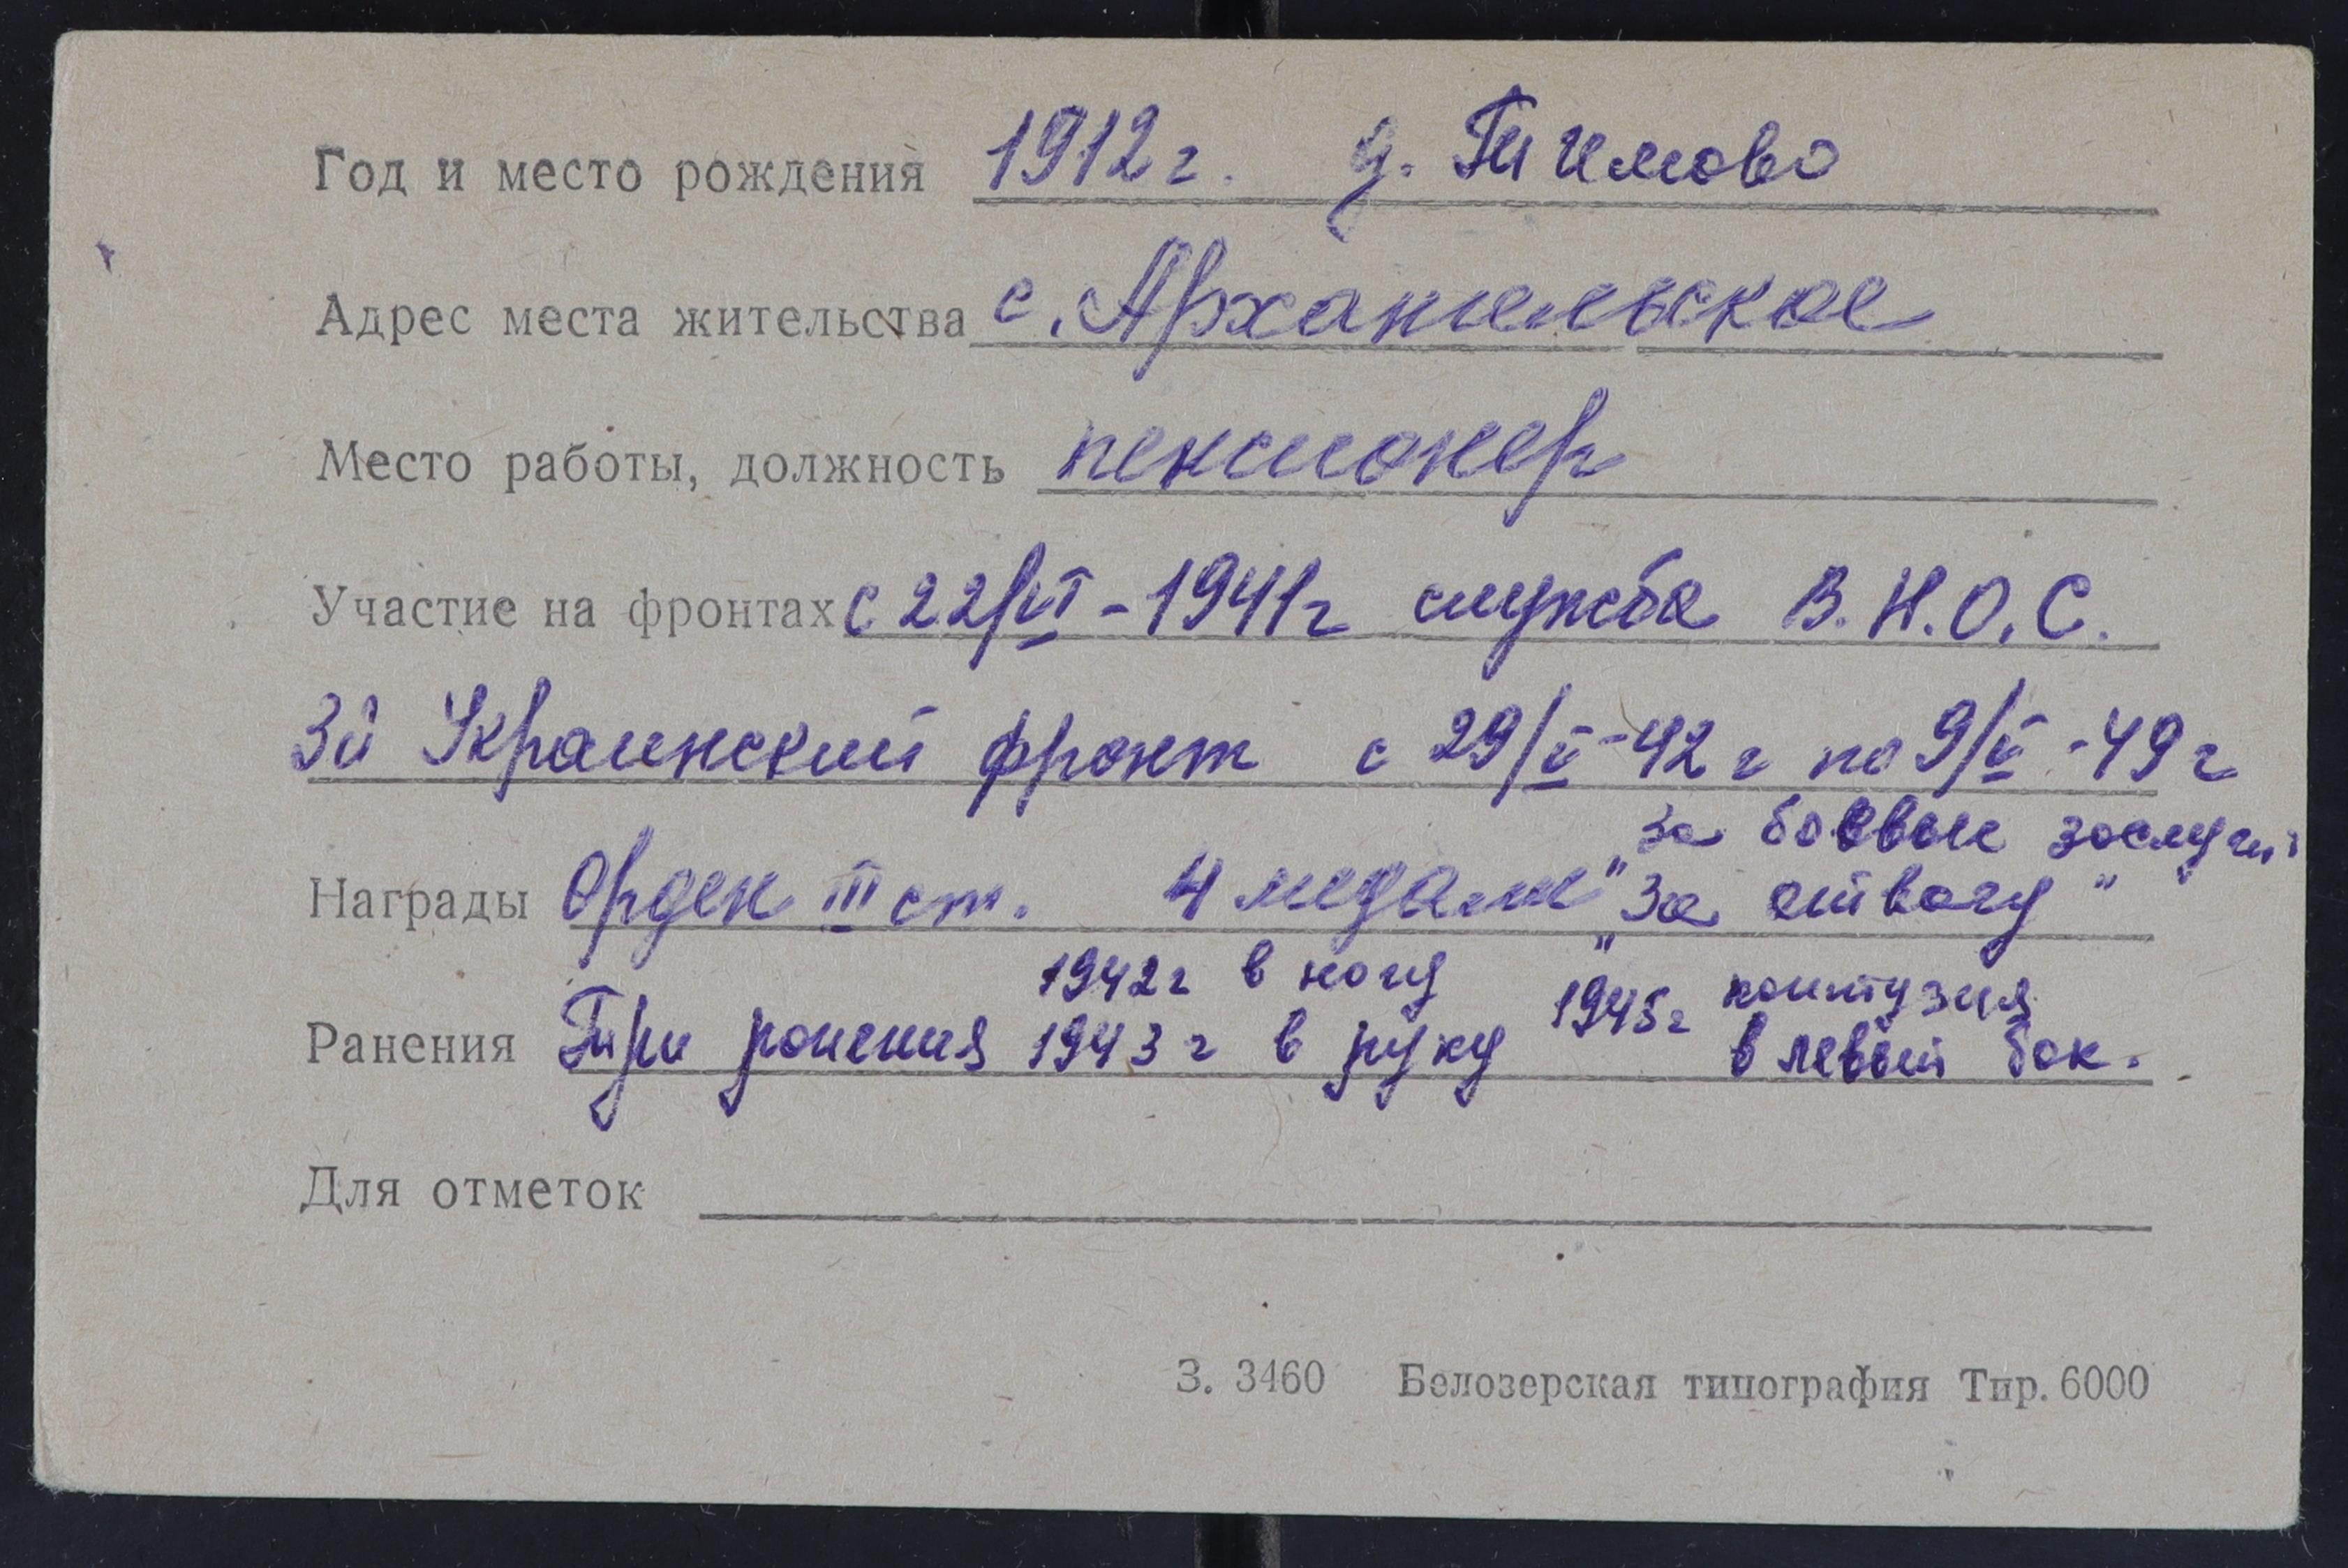 Год и место рождения 1912 г. д. Тимово
Адрес места жительства с. Архангельское
Место работы, должность пенсионер
Участие на фронтах с 22/VI - 1941 г служба В.Н.О.С.
3й Украинский фронт с 29/V - 42 г по 9/V - 49 г
за боевые заслуги"
Награды Орден III ст. 4 медали "За отвагу"
1942 г в ногу " 1945 г контузия
Ранения Три ранения 1943 г в руку в левый бок.
Для отметок
З. 3460 Белозерская типография Тир. 6000